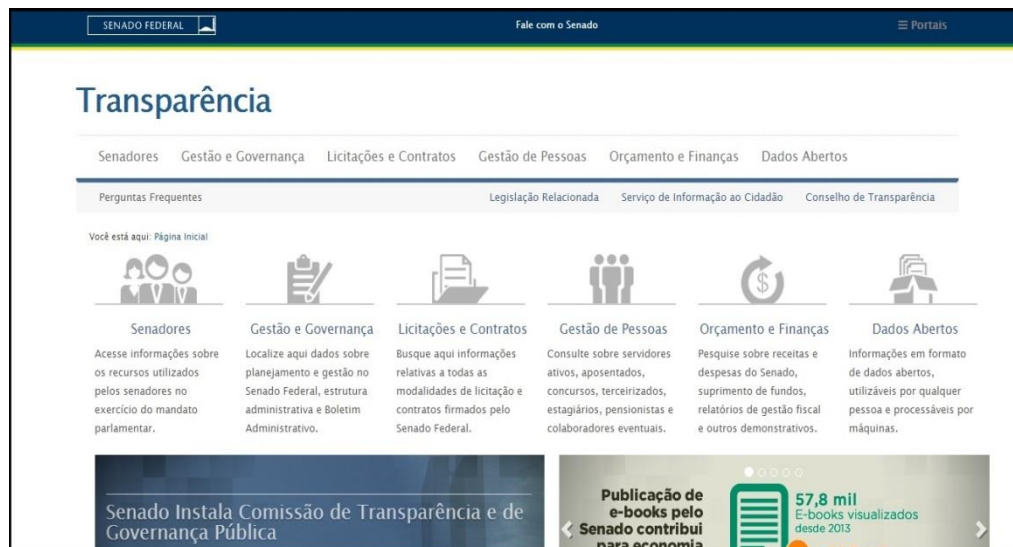 SENADO FEDERAL
Fale com o Senado
☰ Portais
Transparência
Senadores Gestão e Governança Licitações e Contratos Gestão de Pessoas Orçamento e Finanças Dados Abertos
Perguntas Frequentes Legislação Relacionada Serviço de Informação ao Cidadão Conselho de Transparência
Você está aqui: Página Inicial
Senadores
Acesse informações sobre
os recursos utilizados
pelos senadores no
exercício do mandato
parlamentar.
Gestão e Governança
Localize aqui dados sobre
planejamento e gestão no
Senado Federal, estrutura
administrativa e Boletim
Administrativo.
Licitações e Contratos
Busque aqui informações
relativas a todas as
modalidades de licitação e
contratos firmados pelo
Senado Federal.
Gestão de Pessoas
Consulte sobre servidores
ativos, aposentados,
concursos, terceirizados,
estagiários, pensionistas e
colaboradores eventuais.
$
Orçamento e Finanças
Pesquise sobre receitas e
despesas do Senado,
suprimento de fundos,
relatórios de gestão fiscal
e outros demonstrativos.
Dados Abertos
Informações em formato
de dados abertos,
utilizáveis por qualquer
pessoa e processáveis por
máquinas.
Senado Instala Comissão de Transparência e de
Governança Pública
Publicação de
e-books pelo
Senado contribui
para economia
57,8 mil
E-books visualizados
desde 2013